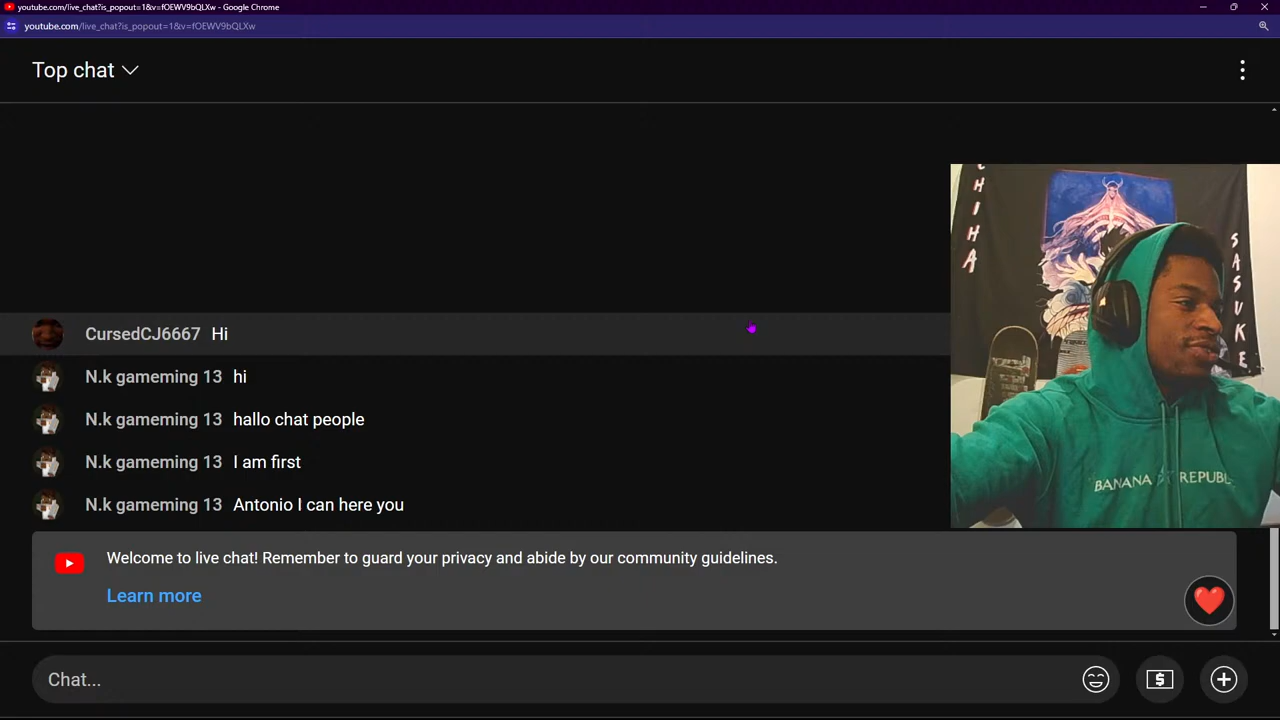 youtube.com/live_chat?is_popout=1&v=fOEWV9bQLXw - Google Chrome
youtube.com/live_chat?is_popout=1&v=fOEWV9bQLXw
Top chat
CursedCJ6667 Hi
N.k gameming 13 hi
N.k gameming 13 hallo chat people
N.k gameming 13 I am first
N.k gameming 13 Antonio I can here you
Welcome to live chat! Remember to guard your privacy and abide by our community guidelines.
Learn more
Chat...
CHIHA
SASUKE
BANANA REPUBL